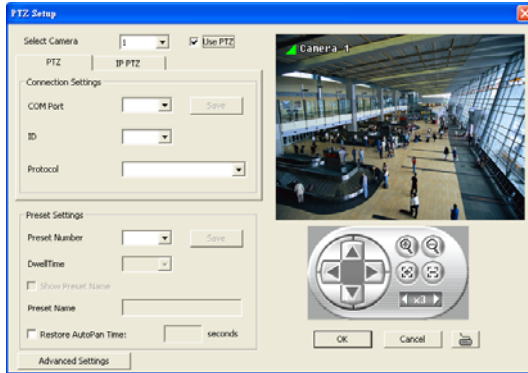 PTZ Setup
Select Camera 1 Use PTZ
PTZ IP PTZ
Connection Settings
COM Port Save
ID
Protocol
Preset Settings
Preset Number Save
DwellTime
Show Preset Name
Preset Name
Restore AutoPan Time: seconds
Advanced Settings
Camera 1
x3
OK Cancel